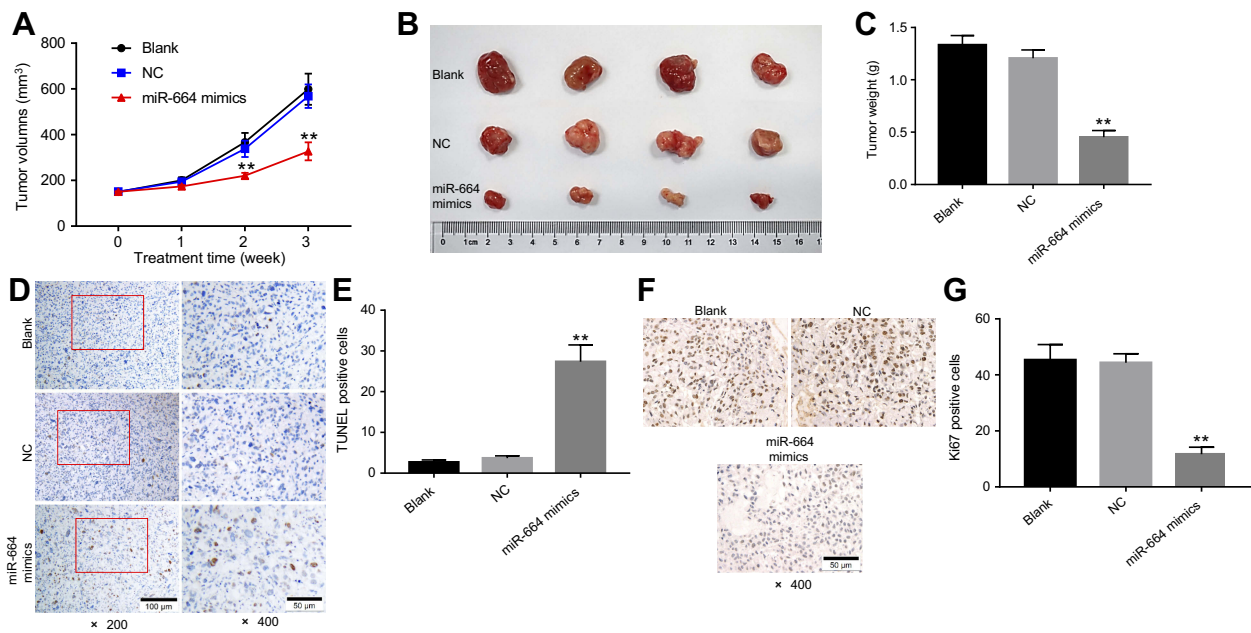 A
Blank
NC
miR-664 mimics
Tumor volumns (mm³)
800
600
400
200
0
**
**
0
1
2
3
Treatment time (week)
B
Blank
NC
miR-664
mimics
0 1cm 2 3 4 5 6 7 8 9 10 11 12 13 14 15 16 17
C
Tumor weight (g)
1.5
1.0
0.5
0.0
**
Blank
NC
miR-664 mimics
D
Blank
NC
miR-664
mimics
100 µm
50 µm
× 200
× 400
E
TUNEL positive cells
40
30
20
10
0
**
Blank
NC
miR-664 mimics
F
Blank
NC
miR-664
mimics
50 µm
× 400
G
Ki67 positive cells
60
40
20
0
**
Blank
NC
miR-664 mimics